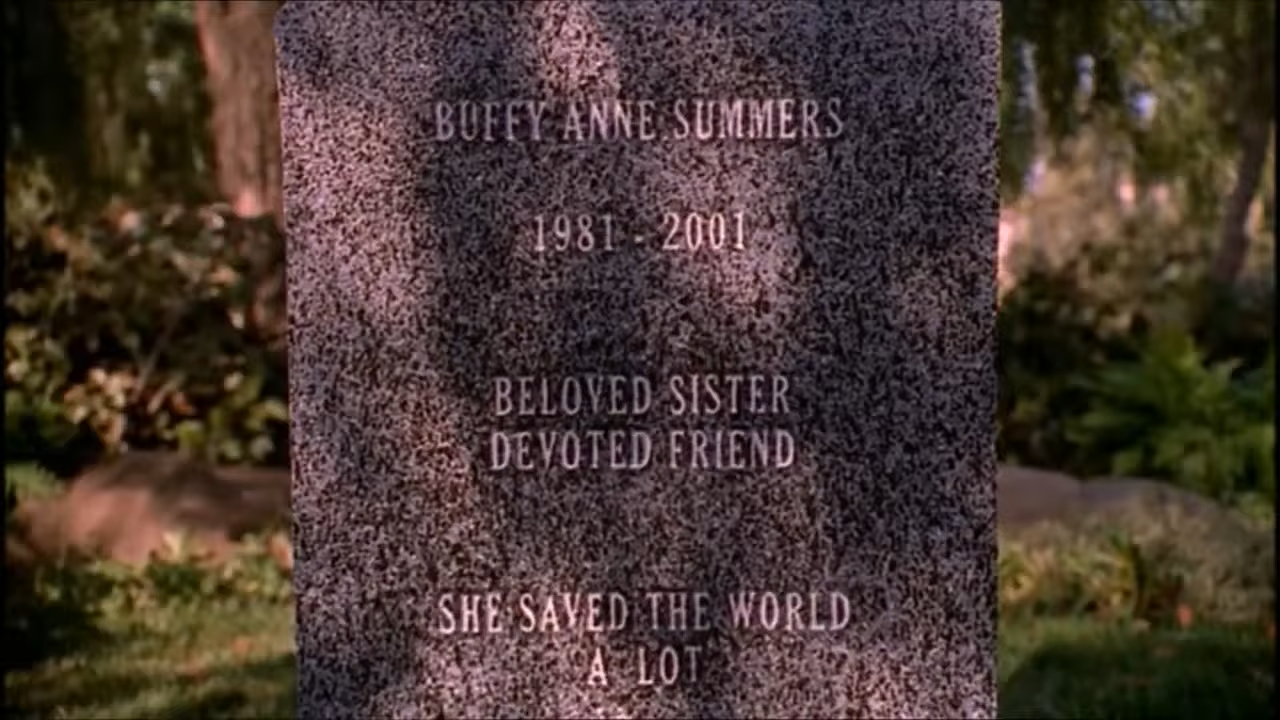 BUFFY ANNE SUMMERS
1981 - 2001
BELOVED SISTER
DEVOTED FRIEND
SHE SAVED THE WORLD
A LOT